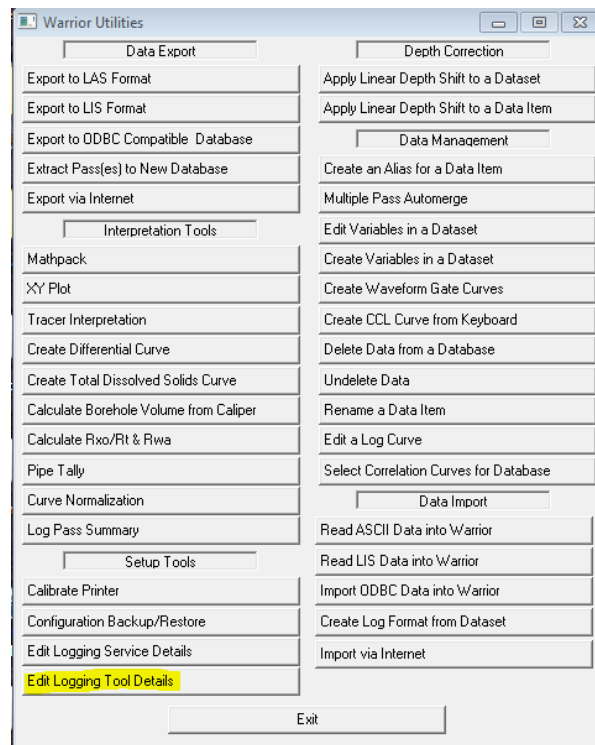 Warrior Utilities
Data Export
Export to LAS Format
Export to LIS Format
Export to ODBC Compatible Database
Extract Pass(es) to New Database
Export via Internet
Interpretation Tools
Mathpack
XY Plot
Tracer Interpretation
Create Differential Curve
Create Total Dissolved Solids Curve
Calculate Borehole Volume from Caliper
Calculate Rxo/Rt & Rwa
Pipe Tally
Curve Normalization
Log Pass Summary
Setup Tools
Calibrate Printer
Configuration Backup/Restore
Edit Logging Service Details
Edit Logging Tool Details
Depth Correction
Apply Linear Depth Shift to a Dataset
Apply Linear Depth Shift to a Data Item
Data Management
Create an Alias for a Data Item
Multiple Pass Automerge
Edit Variables in a Dataset
Create Variables in a Dataset
Create Waveform Gate Curves
Create CCL Curve from Keyboard
Delete Data from a Database
Undelete Data
Rename a Data Item
Edit a Log Curve
Select Correlation Curves for Database
Data Import
Read ASCII Data into Warrior
Read LIS Data into Warrior
Import ODBC Data into Warrior
Create Log Format from Dataset
Import via Internet
Exit